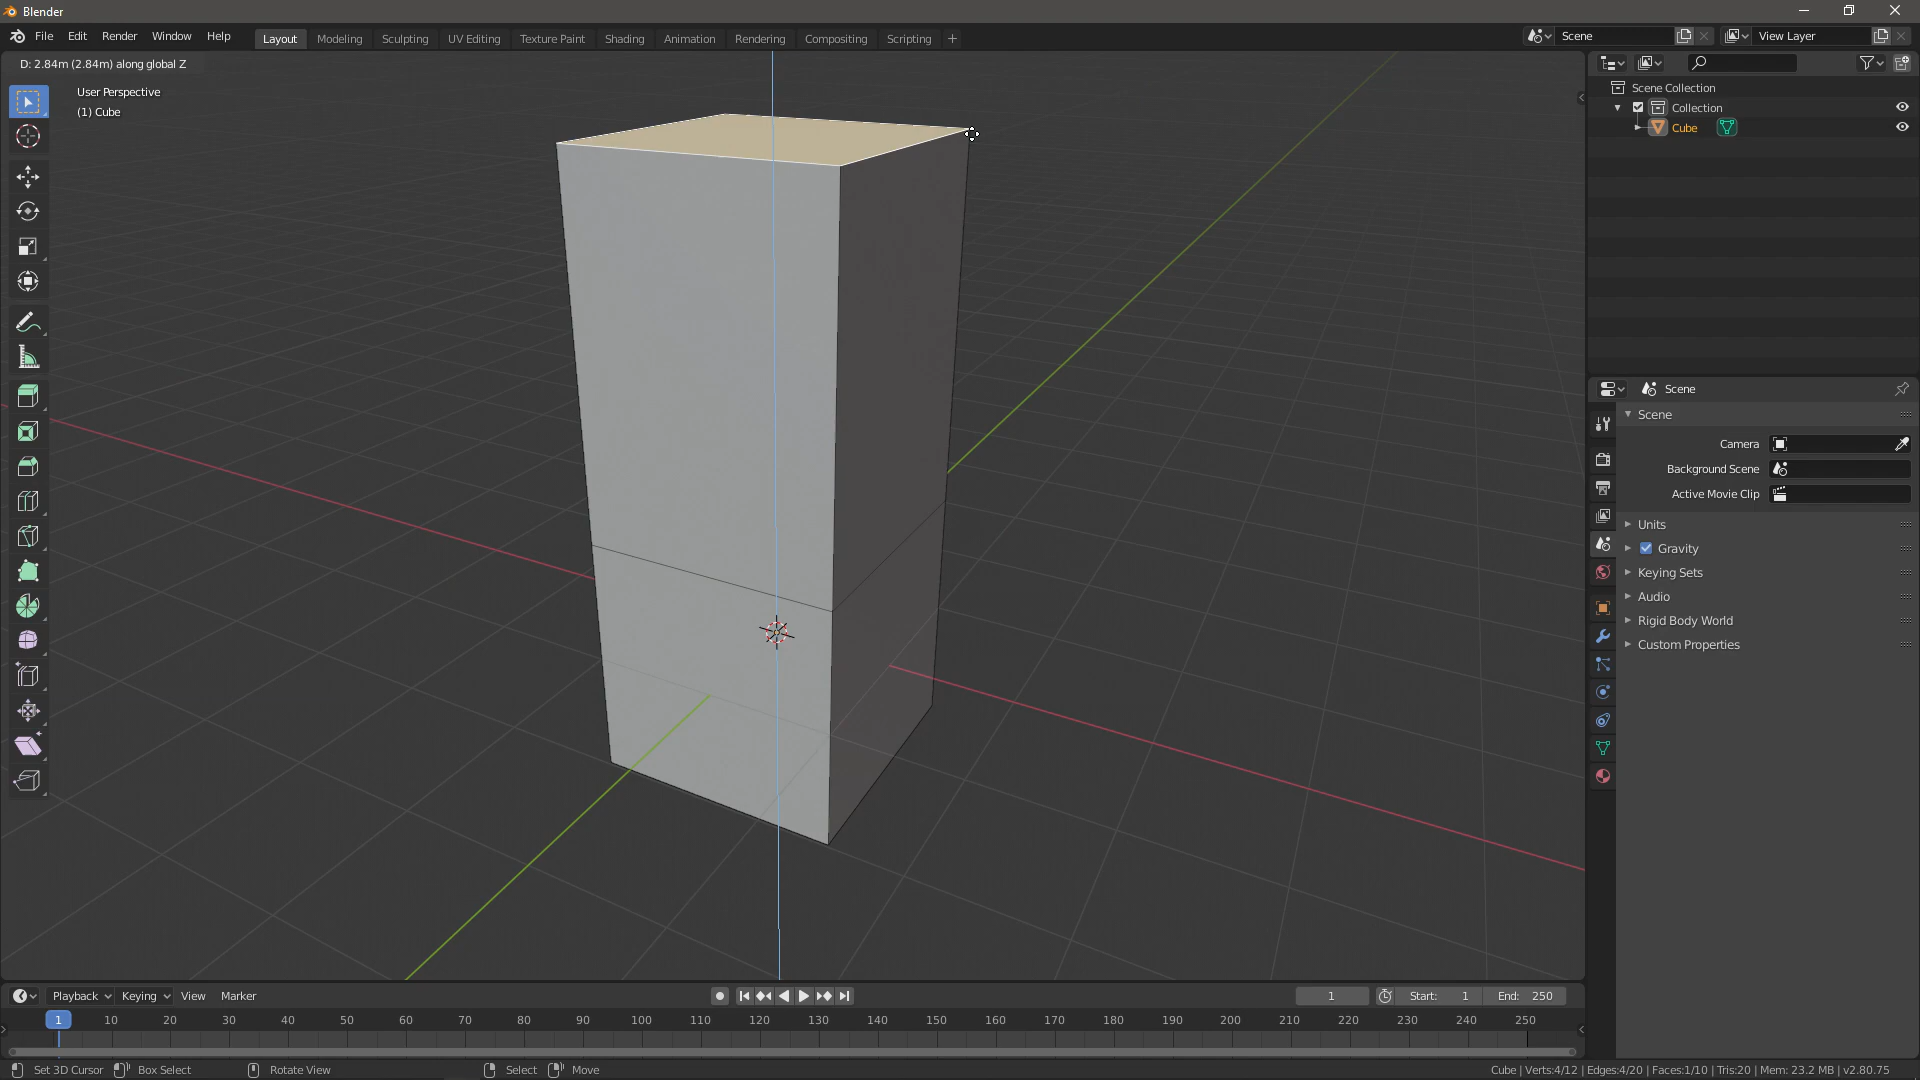 Blender
File Edit Render Window Help
Layout Modeling Sculpting UV Editing Texture Paint Shading Animation Rendering Compositing Scripting +
Scene
View Layer
D: 2.84m (2.84m) along global Z
User Perspective
(1) Cube
Scene Collection
Collection
Cube
Scene
Scene
Camera
Background Scene
Active Movie Clip
Units
Gravity
Keying Sets
Audio
Rigid Body World
Custom Properties
Playback Keying View Marker
1 Start: 1 End: 250
1 10 20 30 40 50 60 70 80 90 100 110 120 130 140 150 160 170 180 190 200 210 220 230 240 250
Set 3D Cursor Box Select Rotate View Select Move
Cube | Verts:4/12 | Edges:4/20 | Faces:1/10 | Tris:20 | Mem: 23.2 MB | v2.80.75